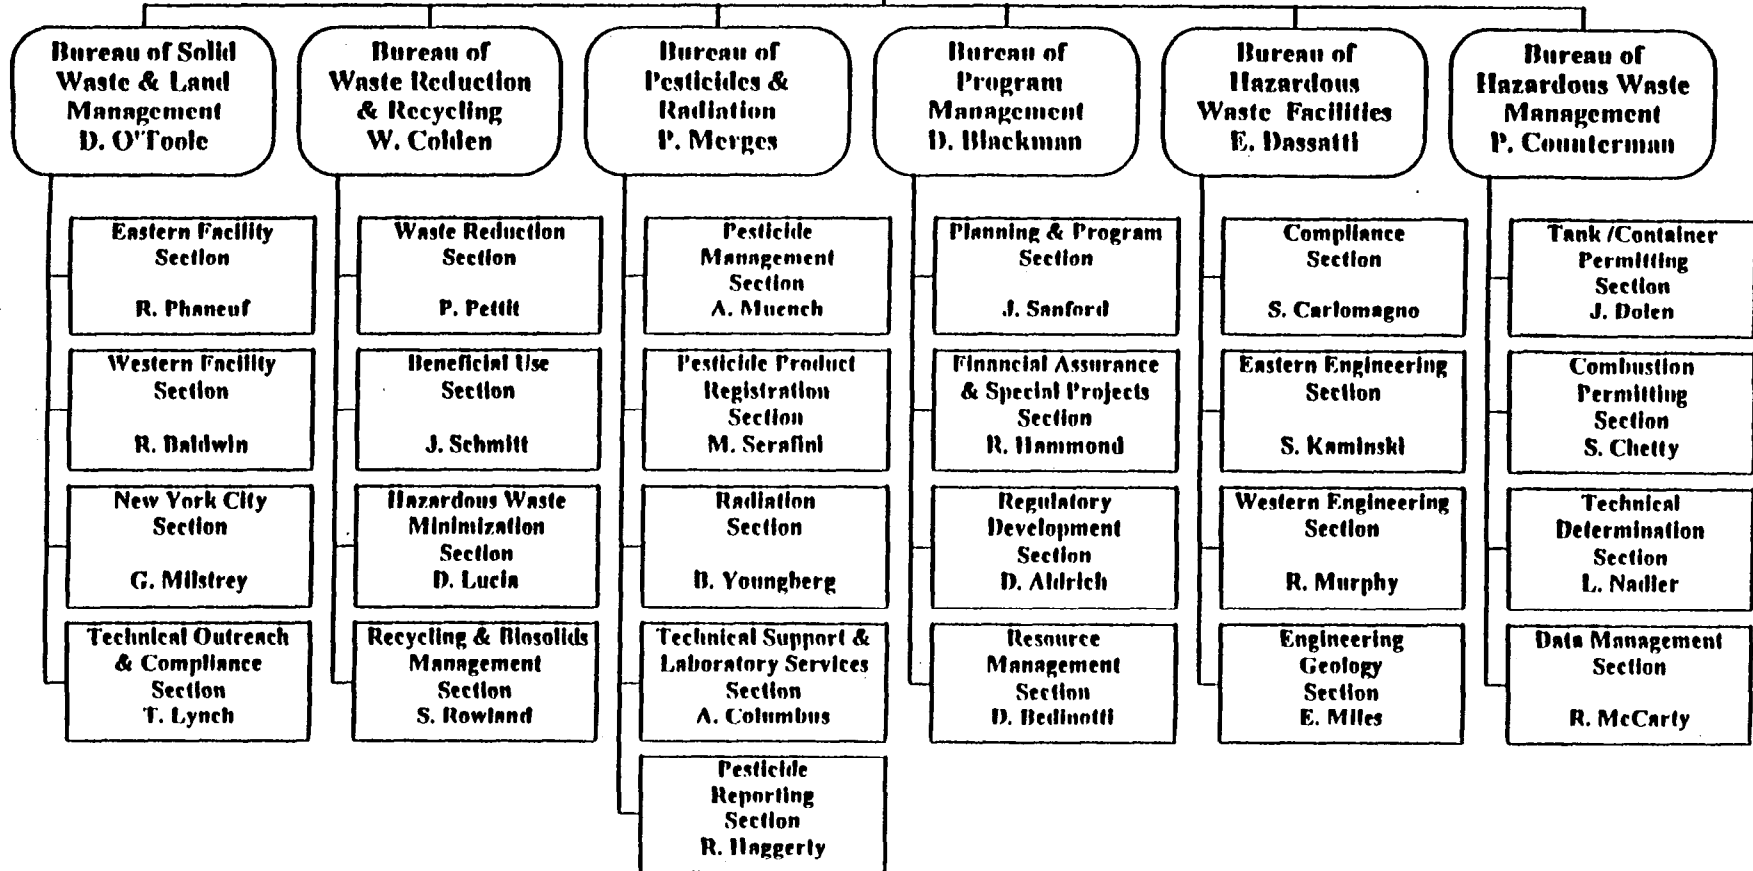 Bureau of Solid
Waste & Land
Management
D. O'Toole
Bureau of
Waste Reduction
& Recycling
W. Colden
Bureau of
Pesticides &
Radiation
P. Merges
Bureau of
Program
Management
D. Blackman
Bureau of
Hazardous
Waste Facilities
E. Dassatti
Bureau of
Hazardous Waste
Management
P. Counterman
Eastern Facility
Section
R. Phaneuf
Western Facility
Section
R. Baldwin
New York City
Section
G. Milstrey
Technical Outreach
& Compliance
Section
T. Lynch
Waste Reduction
Section
P. Pettit
Beneficial Use
Section
J. Schmitt
Hazardous Waste
Minimization
Section
D. Lucia
Recycling & Biosolids
Management
Section
S. Rowland
Pesticide
Management
Section
A. Muench
Pesticide Product
Registration
Section
M. Serafini
Radiation
Section
B. Youngberg
Technical Support &
Laboratory Services
Section
A. Columbus
Pesticide
Reporting
Section
R. Haggerty
Planning & Program
Section
J. Sanford
Financial Assurance
& Special Projects
Section
R. Hammond
Regulatory
Development
Section
D. Aldrich
Resource
Management
Section
D. Bedinotti
Compliance
Section
S. Carlomagno
Eastern Engineering
Section
S. Kaminski
Western Engineering
Section
R. Murphy
Engineering
Geology
Section
E. Miles
Tank /Container
Permitting
Section
J. Dolen
Combustion
Permitting
Section
S. Chetty
Technical
Determination
Section
L. Nadler
Data Management
Section
R. McCarty